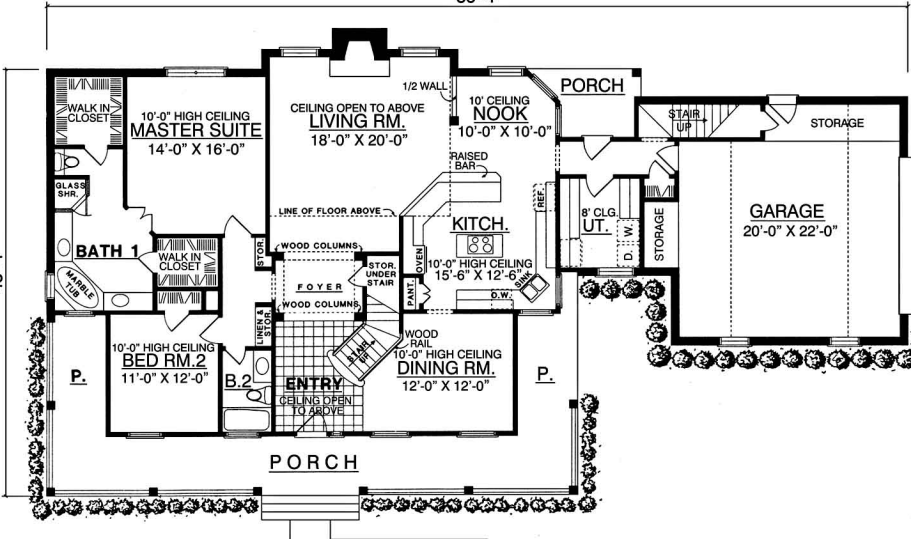 WALK IN
CLOSET
10'-0" HIGH CEILING
MASTER SUITE
14'-0" X 16'-0"
CEILING OPEN TO ABOVE
LIVING RM.
18'-0" X 20'-0"
1/2 WALL
10' CEILING
NOOK
10'-0" X 10'-0"
PORCH
STAIR
UP
STORAGE
RAISED
BAR
GLASS
SHR.
BATH 1
MARBLE
TUB
WALK IN
CLOSET
STOR.
LINE OF FLOOR ABOVE
WOOD COLUMNS
FOYER
WOOD COLUMNS
STOR.
UNDER
STAIR
OVEN
PANT.
KITCH.
10'-0" HIGH CEILING
15'-6" X 12'-6"
REF.
SINK
D.W.
8' CLG.
UT.
W.
D.
STORAGE
GARAGE
20'-0" X 22'-0"
P.
10'-0" HIGH CEILING
BED RM.2
11'-0" X 12'-0"
LINEN &
STOR.
B.2
STAIR
UP
ENTRY
CEILING OPEN
TO ABOVE
WOOD
RAIL
10'-0" HIGH CEILING
DINING RM.
12'-0" X 12'-0"
P.
PORCH